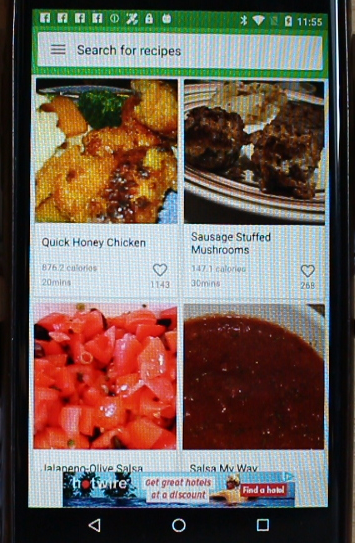 11:55
Search for recipes
Quick Honey Chicken
876.2 calories
20mins
1143
Sausage Stuffed
Mushrooms
147.1 calories
30mins
268
Jalapeno-Olive Salsa
Salsa My Way
hotwire
Get great hotels
at a discount
Find a hotel